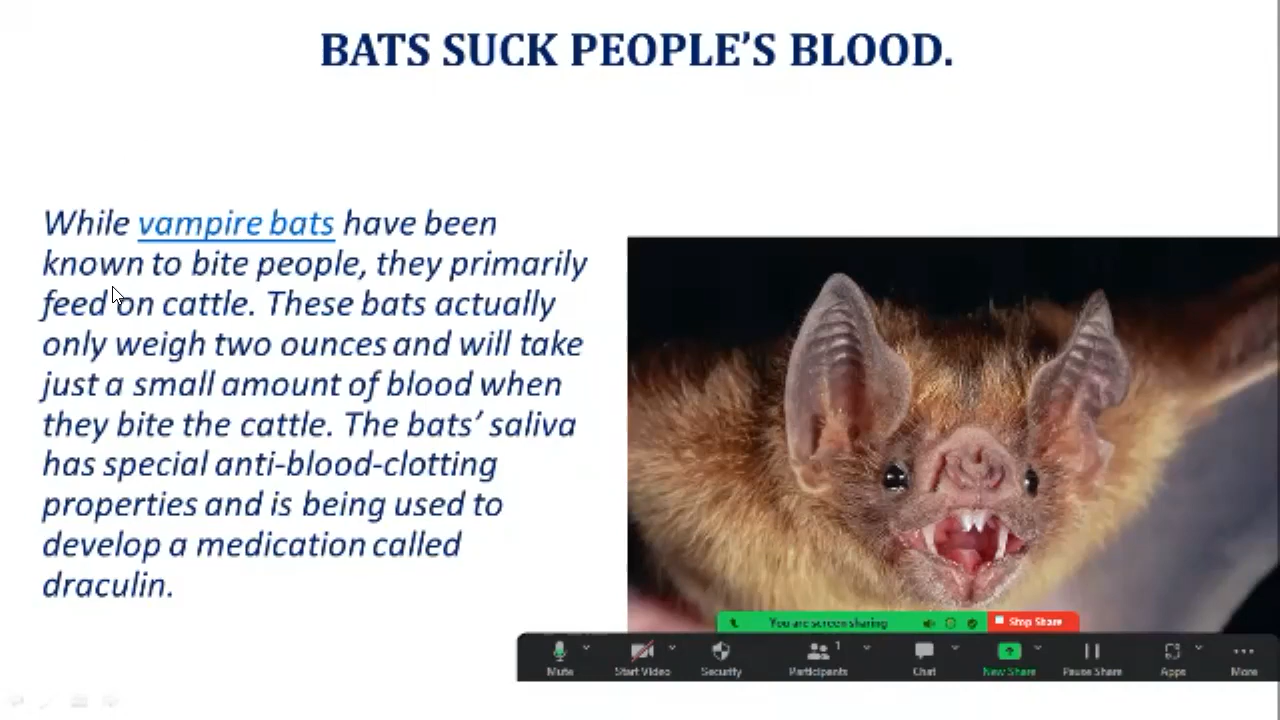 BATS SUCK PEOPLE’S BLOOD.
While vampire bats have been
known to bite people, they primarily
feed on cattle. These bats actually
only weigh two ounces and will take
just a small amount of blood when
they bite the cattle. The bats’ saliva
has special anti-blood-clotting
properties and is being used to
develop a medication called
draculin.
You are screen sharing
Stop Share
Mute
Start Video
Security
Participants
1
Chat
New Share
Pause Share
Apps
More